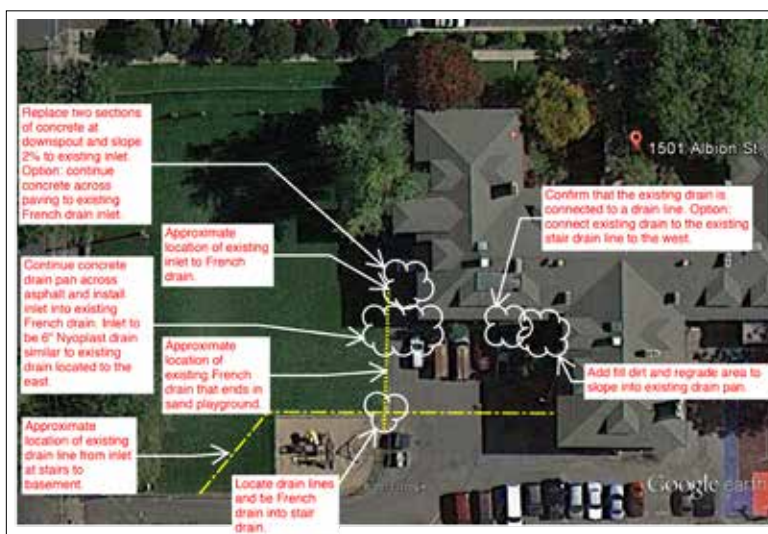 Replace two sections
of concrete at
downspout and slope
2% to existing inlet.
Option: continue
concrete across
paving to existing
French drain inlet.
1501 Albion St
Confirm that the existing drain is
connected to a drain line. Option:
connect existing drain to the existing
stair drain line to the west.
Approximate
location of existing
inlet to French
drain.
Continue concrete
drain pan across
asphalt and install
inlet into existing
French drain. Inlet to
be 6" Nyoplast drain
similar to existing
drain located to the
east.
Approximate
location of
existing French
drain that ends in
sand playground.
Add fill dirt and regrade area to
slope into existing drain pan.
Approximate
location of existing
drain line from inlet
at stairs to
basement.
Locate drain lines
and tie French
drain into stair
drain.
Google earth